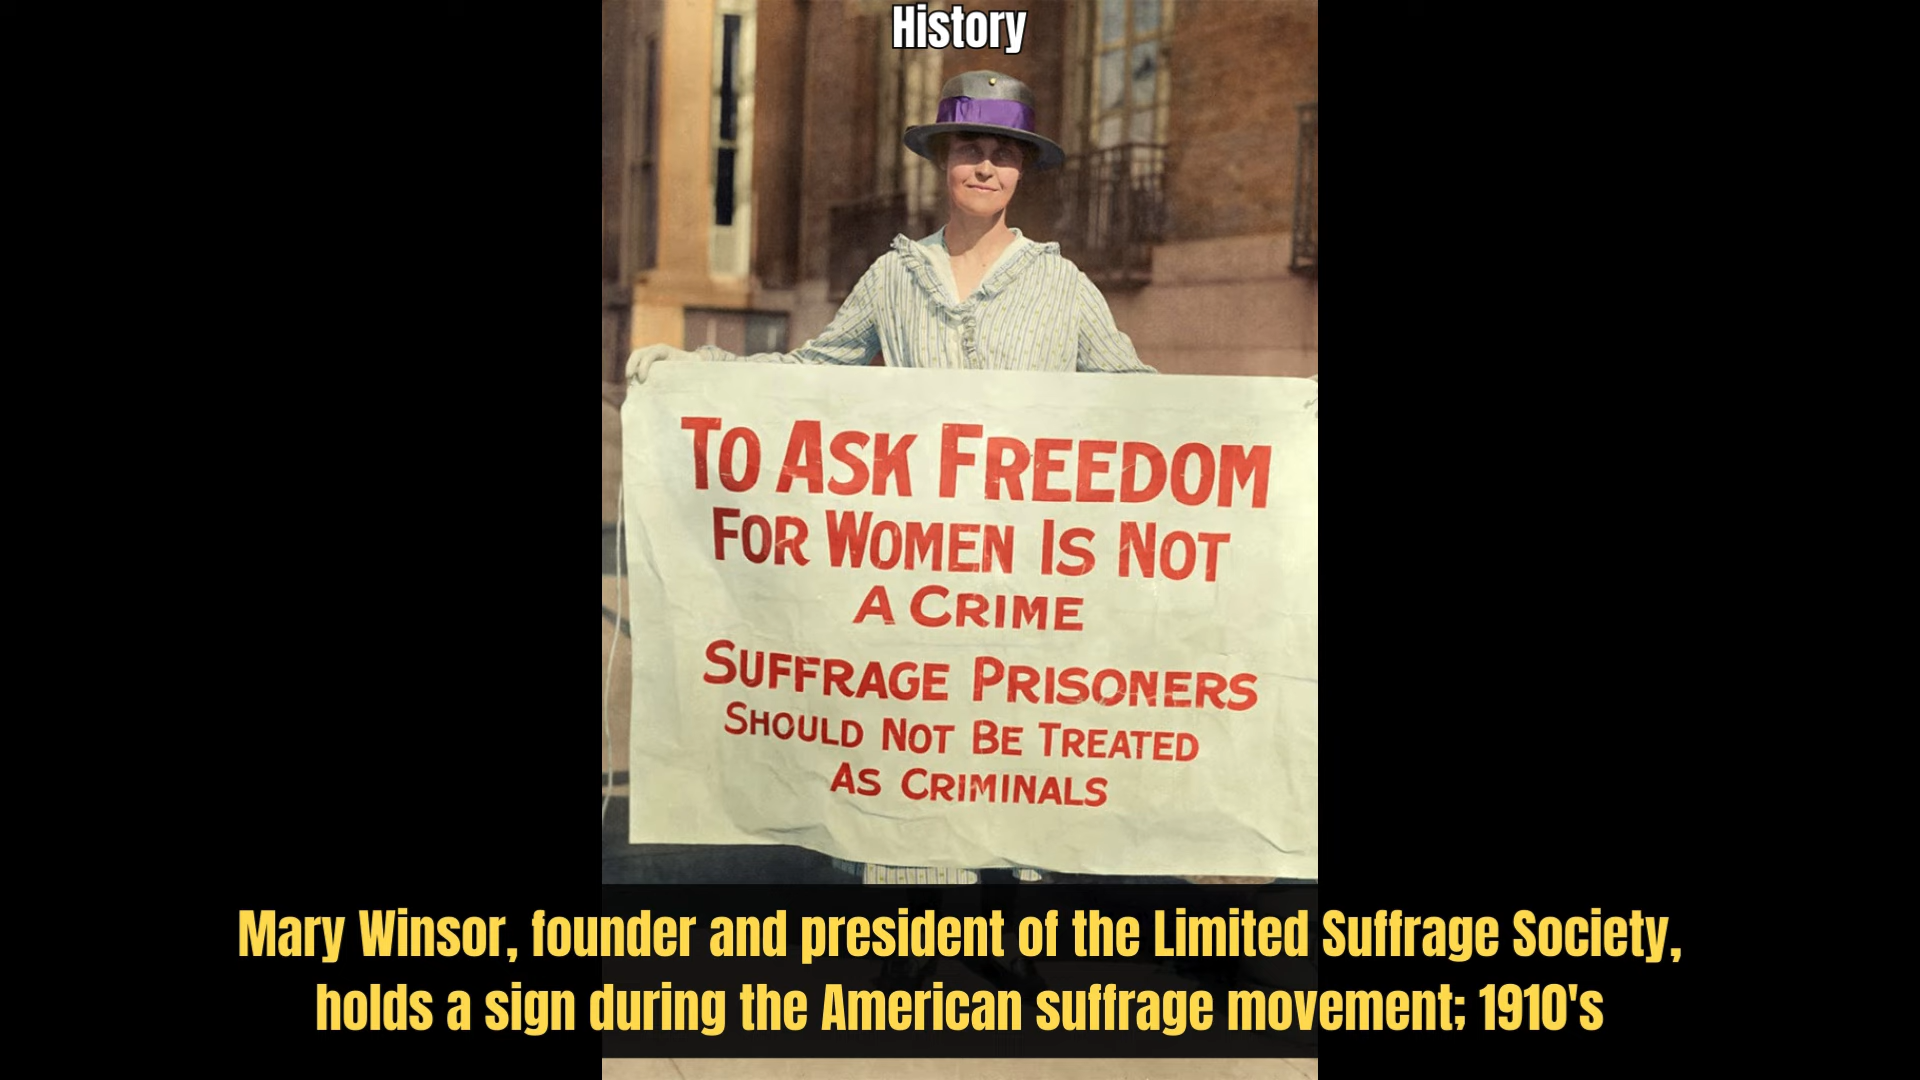 History
TO ASK FREEDOM
FOR WOMEN IS NOT
A CRIME
SUFFRAGE PRISONERS
SHOULD NOT BE TREATED
AS CRIMINALS
Mary Winsor, founder and president of the Limited Suffrage Society,
holds a sign during the American suffrage movement; 1910's